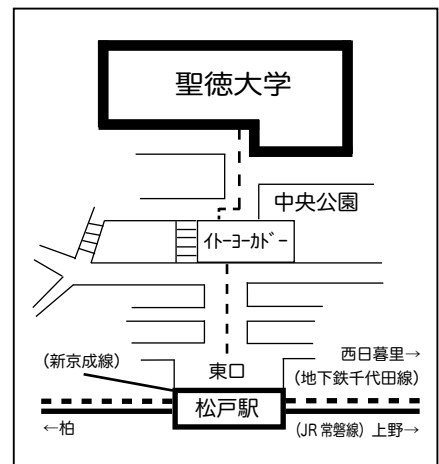 聖徳大学
中央公園
ｲﾄｰﾖｰｶﾄﾞｰ
西日暮里→
(新京成線)
東口
(地下鉄千代田線)
松戸駅
←柏
(JR 常磐線) 上野→